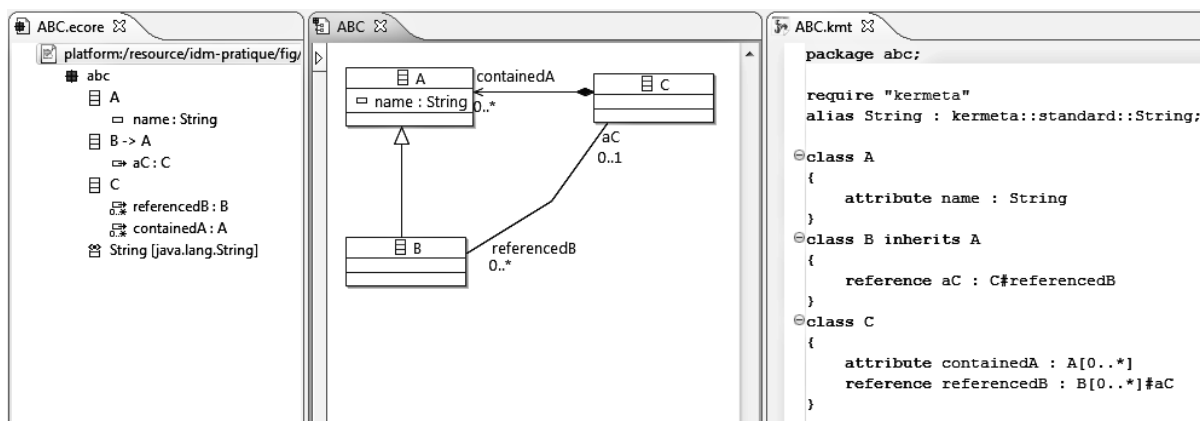 ABC.ecore
platform:/resource/idm-pratique/fig/
abc
A
name : String
B -> A
aC : C
C
0..* referencedB : B
0..* containedA : A
String [java.lang.String]
ABC
A
name : String
containedA
0..*
C
aC
0..1
B
referencedB
0..*
ABC.kmt
package abc;
require "kermeta"
alias String : kermeta::standard::String;
class A
{
attribute name : String
}
class B inherits A
{
reference aC : C#referencedB
}
class C
{
attribute containedA : A[0..*]
reference referencedB : B[0..*]#aC
}